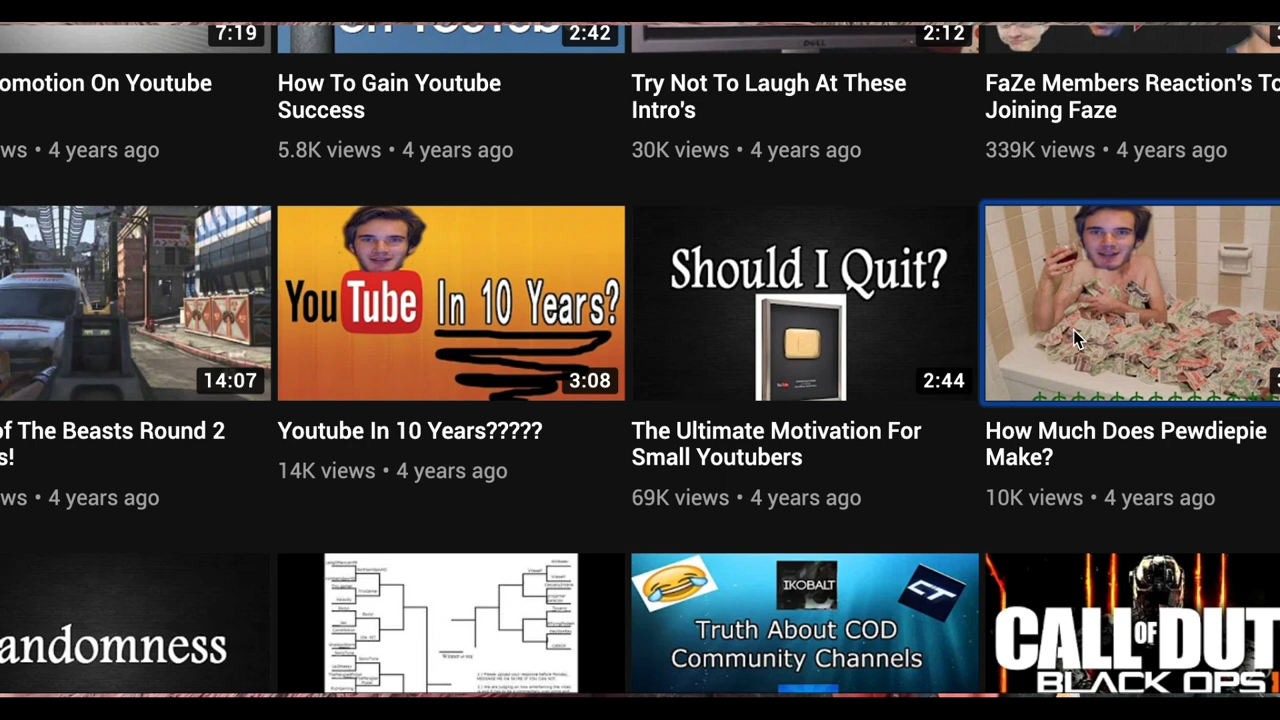 7:19
2:42
2:12
DELL
omotion On Youtube
How To Gain Youtube
Success
Try Not To Laugh At These
Intro's
FaZe Members Reaction's To
Joining Faze
ws • 4 years ago
5.8K views • 4 years ago
30K views • 4 years ago
339K views • 4 years ago
YouTube In 10 Years?
Should I Quit?
14:07
3:08
2:44
of The Beasts Round 2
s!
Youtube In 10 Years?????
The Ultimate Motivation For
Small Youtubers
How Much Does Pewdiepie
Make?
ws • 4 years ago
14K views • 4 years ago
69K views • 4 years ago
10K views • 4 years ago
andomness
IKOBALT
CT
Truth About COD
Community Channels
CALL OF DUT
BLACK OPS